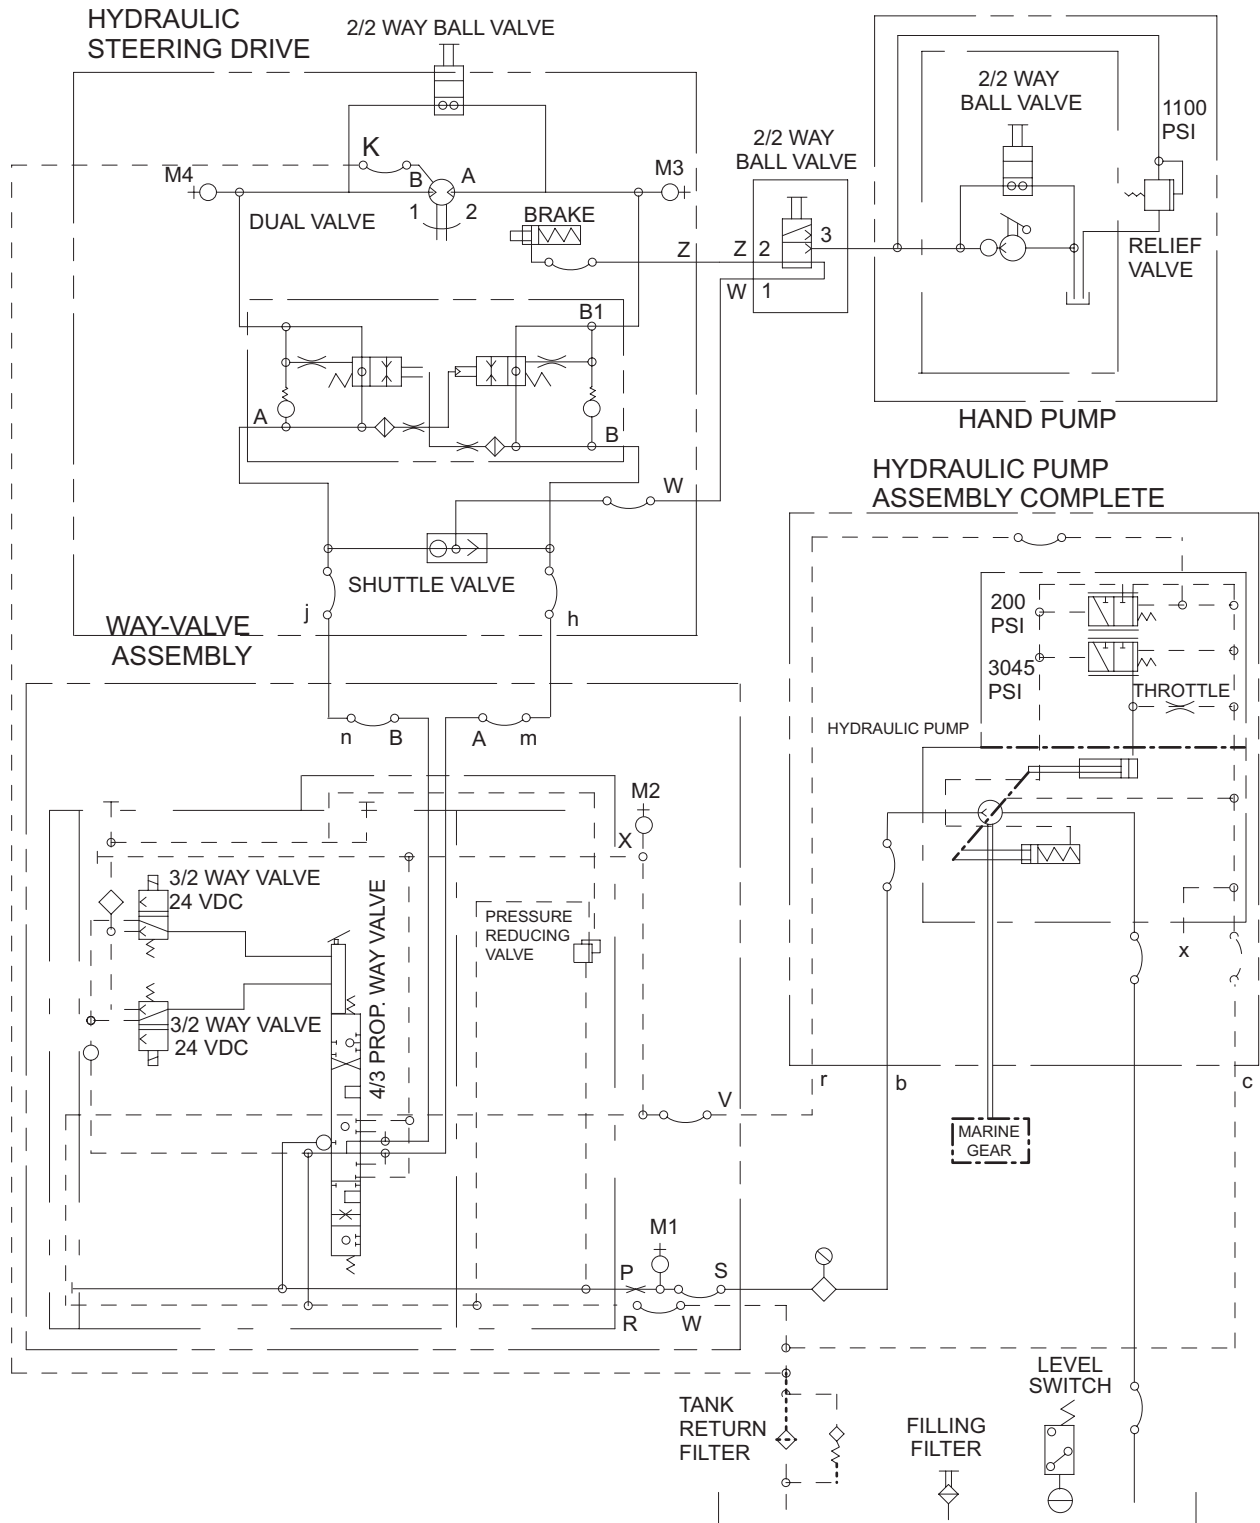 HYDRAULIC
STEERING DRIVE
2/2 WAY BALL VALVE
K
M4
B
A
M3
1
2
DUAL VALVE
BRAKE
Z
B1
A
B
W
SHUTTLE VALVE
j
h
2/2 WAY
BALL VALVE
Z
2
3
W
1
2/2 WAY
BALL VALVE
1100
PSI
RELIEF
VALVE
HAND PUMP
HYDRAULIC PUMP
ASSEMBLY COMPLETE
200
PSI
3045
PSI
THROTTLE
HYDRAULIC PUMP
x
r
b
c
MARINE
GEAR
WAY-VALVE
ASSEMBLY
n
B
A
m
M2
X
3/2 WAY VALVE
24 VDC
PRESSURE
REDUCING
VALVE
4/3 PROP. WAY VALVE
3/2 WAY VALVE
24 VDC
V
M1
P
S
R
W
TANK
RETURN
FILTER
FILLING
FILTER
LEVEL
SWITCH